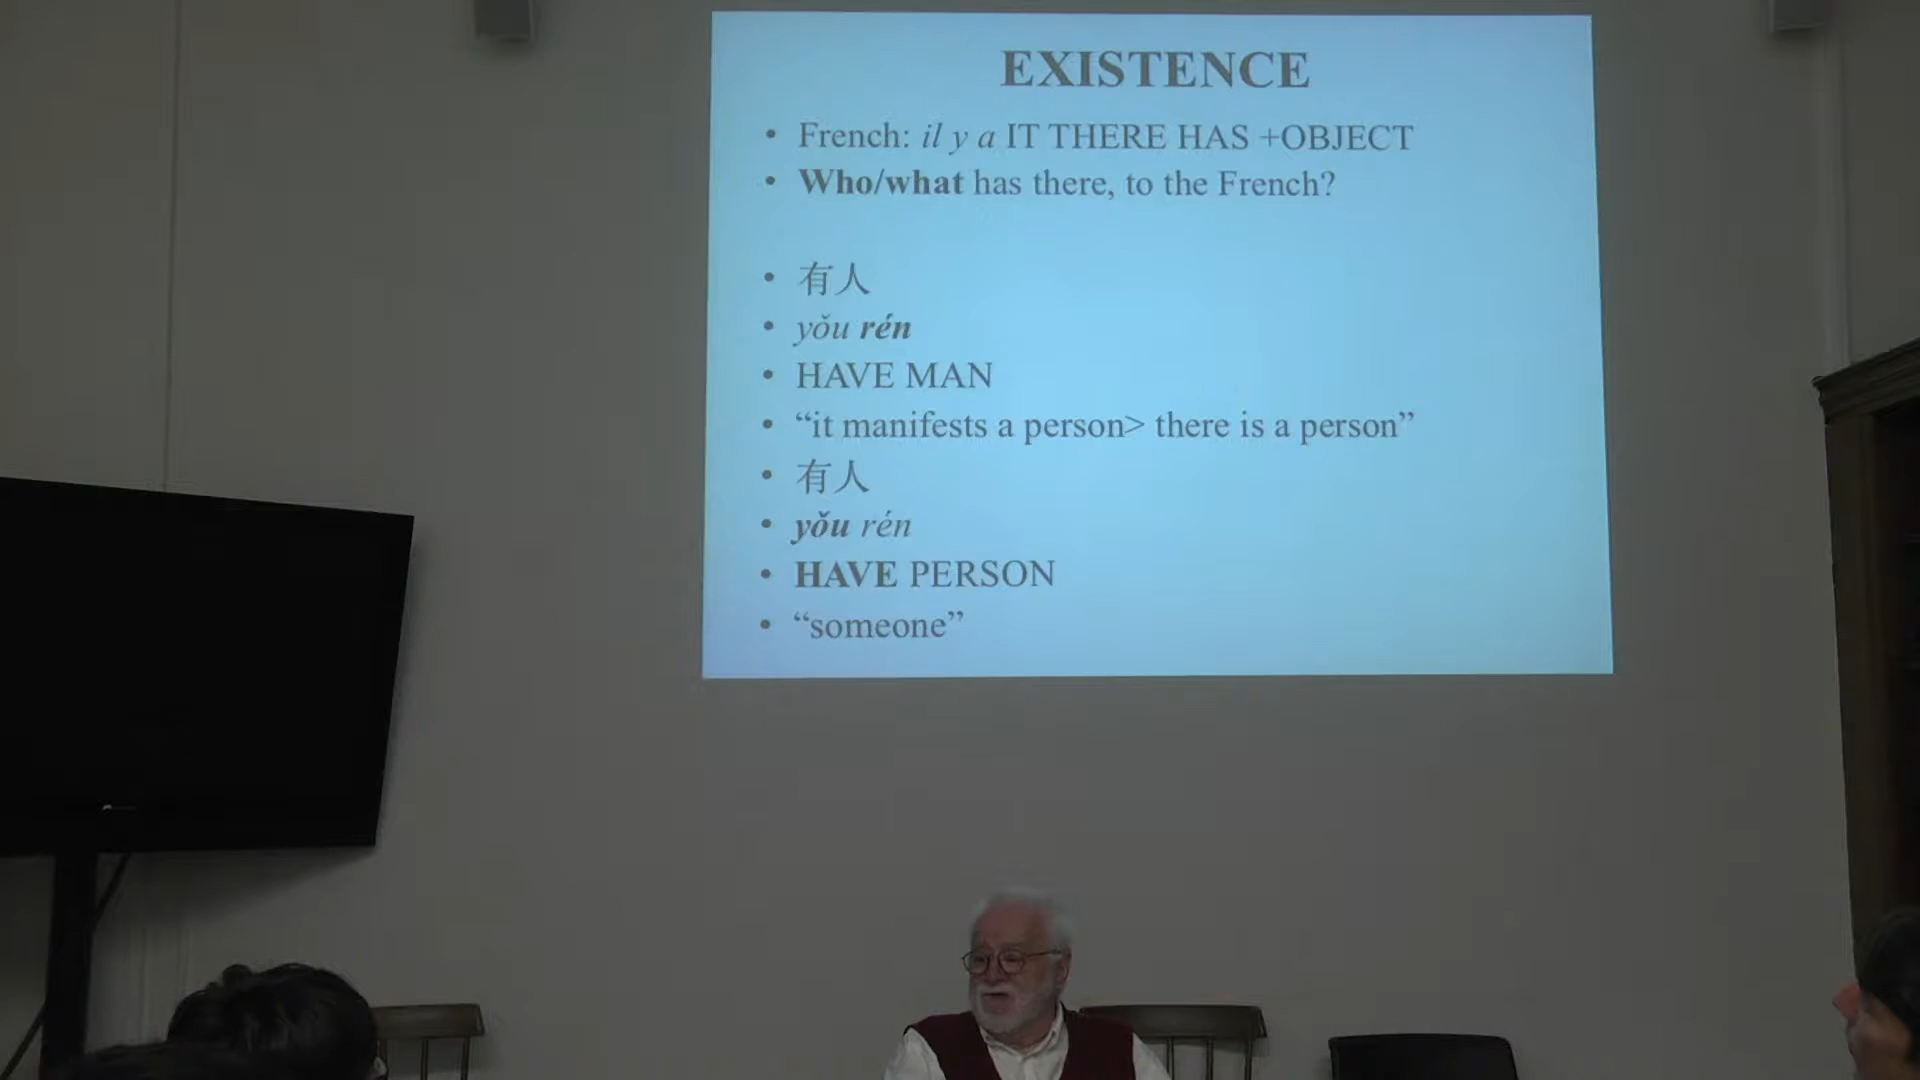 EXISTENCE
• French: il y a IT THERE HAS +OBJECT
• Who/what has there, to the French?
• 有人
• yǒu rén
• HAVE MAN
• “it manifests a person> there is a person”
• 有人
• yǒu rén
• HAVE PERSON
• “someone”